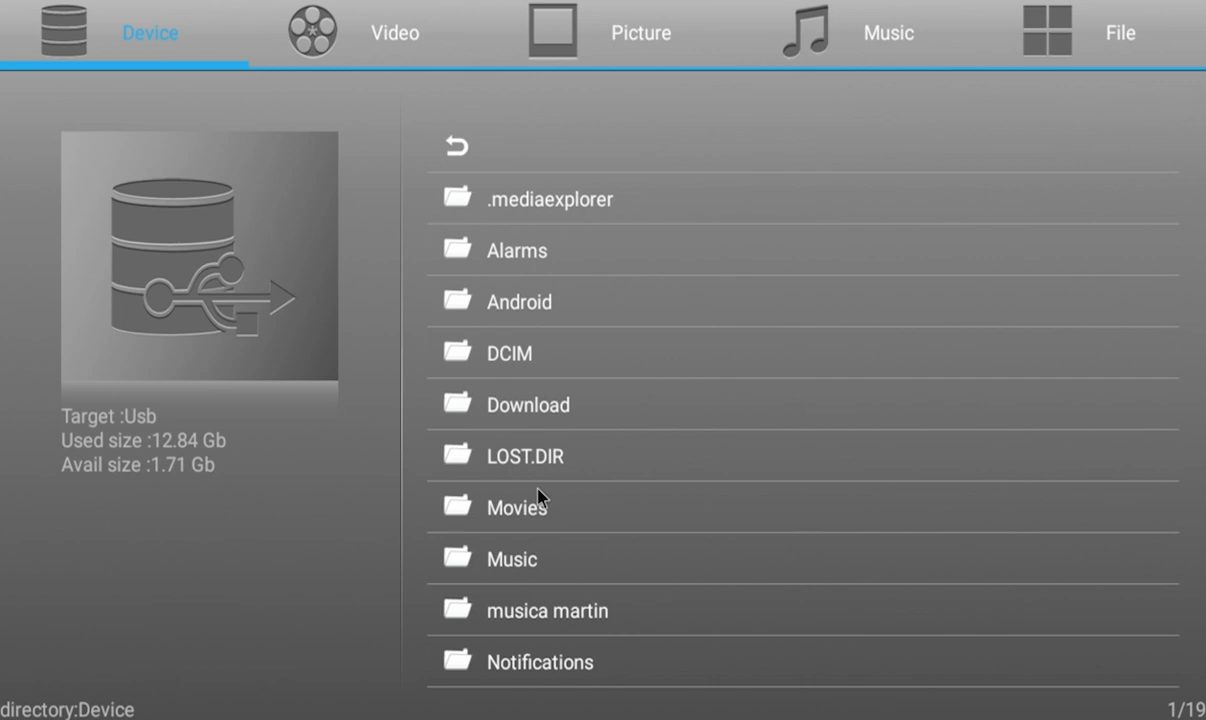 Device
Video
Picture
Music
File
.mediaexplorer
Alarms
Android
DCIM
Download
LOST.DIR
Movies
Music
musica martin
Notifications
Target :Usb
Used size :12.84 Gb
Avail size :1.71 Gb
directory:Device
1/19